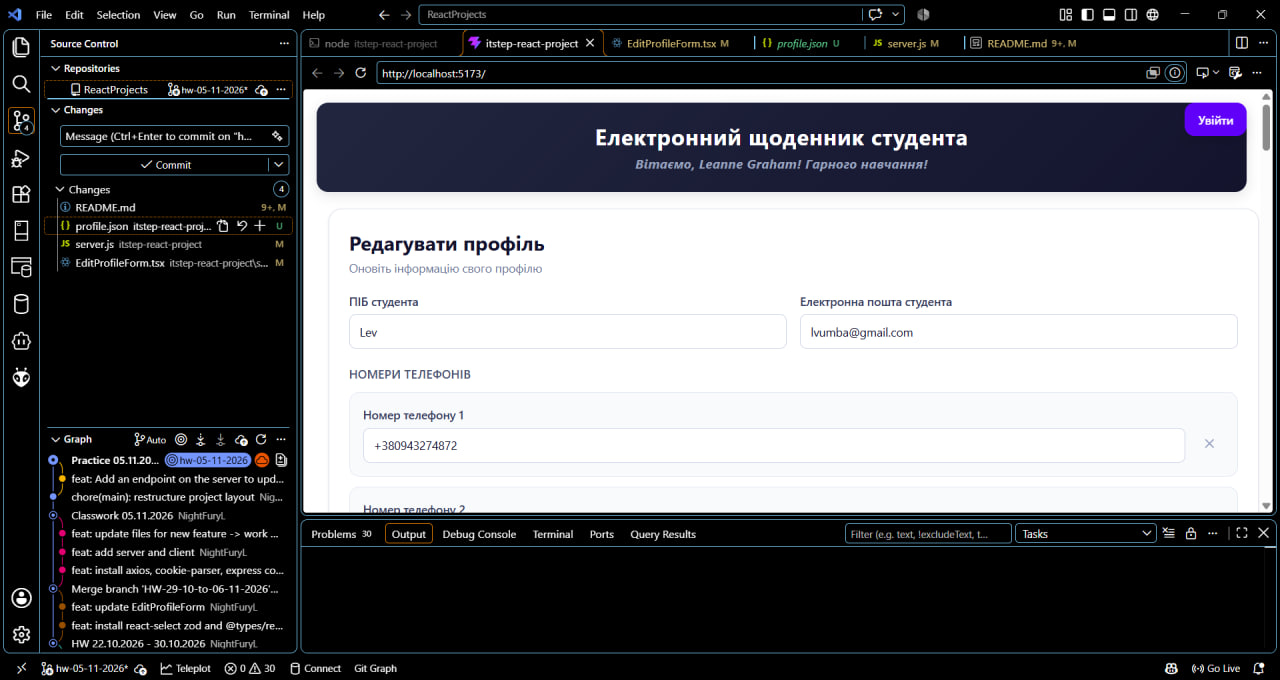 File Edit Selection View Go Run Terminal Help
ReactProjects
Source Control
Repositories
ReactProjects hw-05-11-2026*
Changes
Message (Ctrl+Enter to commit on "h...
Commit
Changes 4
README.md 9+, M
profile.json itstep-react-proj... U
server.js itstep-react-project M
EditProfileForm.tsx itstep-react-project\s... M
Graph Auto
Practice 05.11.20... hw-05-11-2026
feat: Add an endpoint on the server to upd...
chore(main): restructure project layout Nig...
Classwork 05.11.2026 NightFuryL
feat: update files for new feature -> work ...
feat: add server and client NightFuryL
feat: install axios, cookie-parser, express co...
Merge branch 'HW-29-10-to-06-11-2026'...
feat: update EditProfileForm NightFuryL
feat: install react-select zod and @types/re...
HW 22.10.2026 - 30.10.2026 NightFuryL
node itstep-react-project
itstep-react-project
EditProfileForm.tsx M
profile.json U
server.js M
README.md 9+, M
http://localhost:5173/
Увійти
Електронний щоденник студента
Вітаємо, Leanne Graham! Гарного навчання!
Редагувати профіль
Оновіть інформацію свого профілю
ПІБ студента
Lev
Електронна пошта студента
lvumba@gmail.com
НОМЕРИ ТЕЛЕФОНІВ
Номер телефону 1
+380943274872
Номер телефону 2
Problems 30 Output Debug Console Terminal Ports Query Results
Filter (e.g. text, !excludeText, t...
Tasks
hw-05-11-2026* Teleplot 0 30 Connect Git Graph Go Live